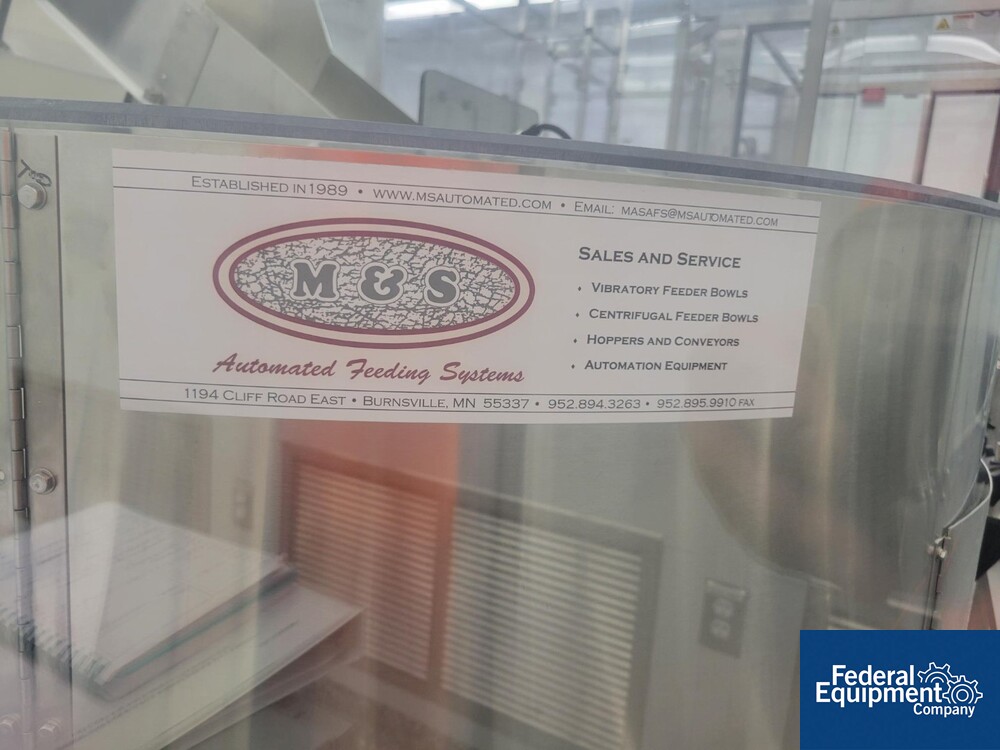 ESTABLISHED IN 1989 • WWW.MSAUTOMATED.COM • EMAIL: MASAFS@MSAUTOMATED.COM
M & S
Automated Feeding Systems
SALES AND SERVICE
• VIBRATORY FEEDER BOWLS
• CENTRIFUGAL FEEDER BOWLS
• HOPPERS AND CONVEYORS
• AUTOMATION EQUIPMENT
1194 CLIFF ROAD EAST • BURNSVILLE, MN 55337 • 952.894.3263 • 952.895.9910 FAX
Federal
Equipment
Company